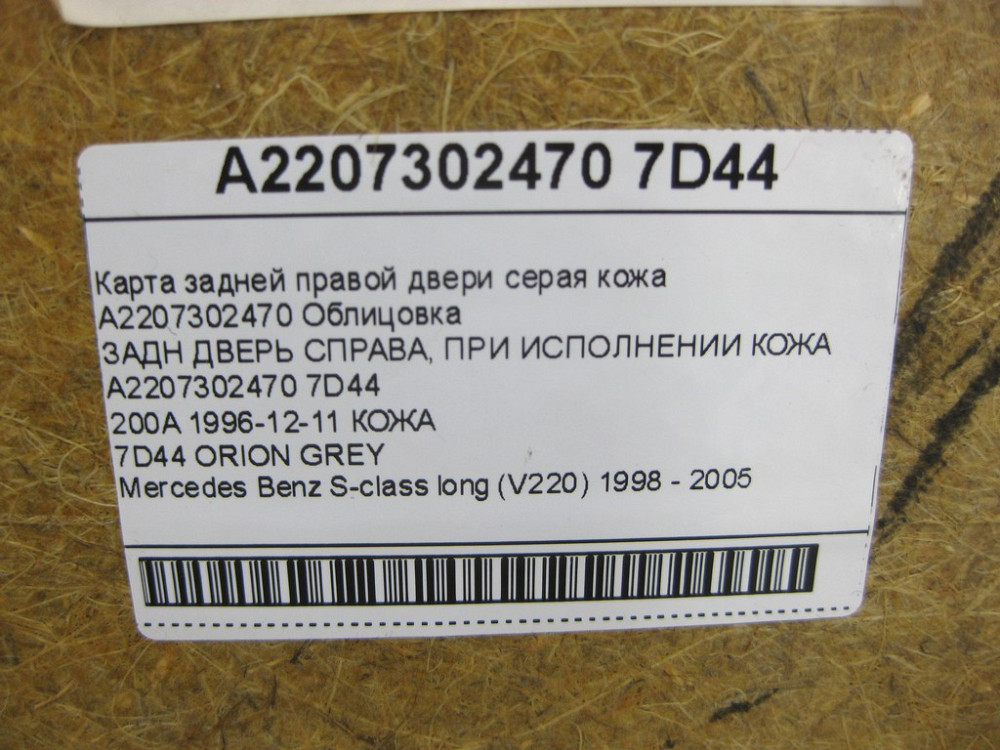 A2207302470 7D44
Карта задней правой двери серая кожа
A2207302470 Облицовка
ЗАДН ДВЕРЬ СПРАВА, ПРИ ИСПОЛНЕНИИ КОЖА
A2207302470 7D44
200A 1996-12-11 КОЖА
7D44 ORION GREY
Mercedes Benz S-class long (V220) 1998 - 2005